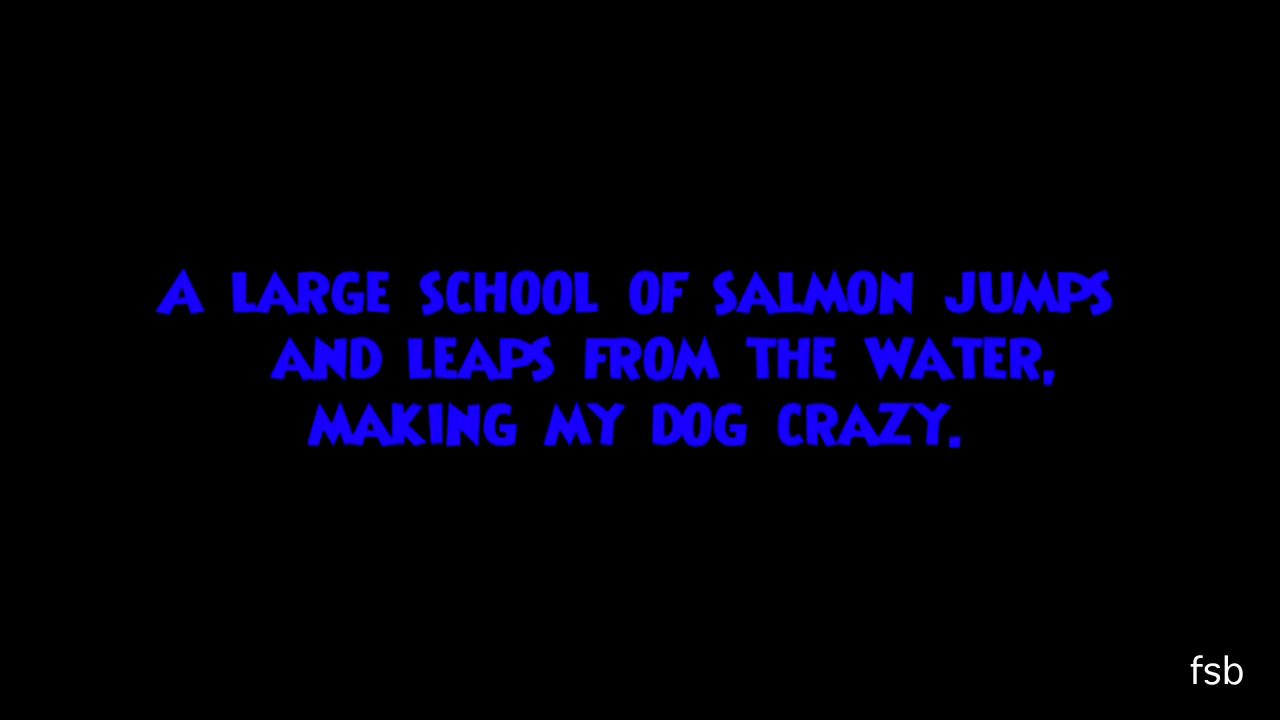 A LARGE SCHOOL OF SALMON JUMPS
AND LEAPS FROM THE WATER,
MAKING MY DOG CRAZY.
fsb